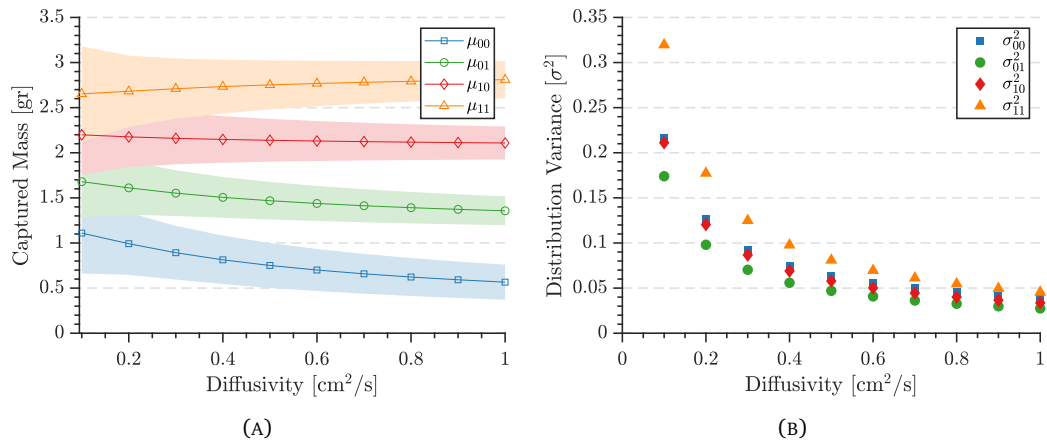 3.5
3
2.5
2
1.5
1
0.5
0
0.2
0.4
0.6
0.8
1
Captured Mass [gr]
Diffusivity [cm²/s]
μ₀₀
μ₀₁
μ₁₀
μ₁₁
(A)
0.35
0.3
0.25
0.2
0.15
0.1
0.05
0
0
0.2
0.4
0.6
0.8
1
Distribution Variance [σ²]
Diffusivity [cm²/s]
σ²₀₀
σ²₀₁
σ²₁₀
σ²₁₁
(B)